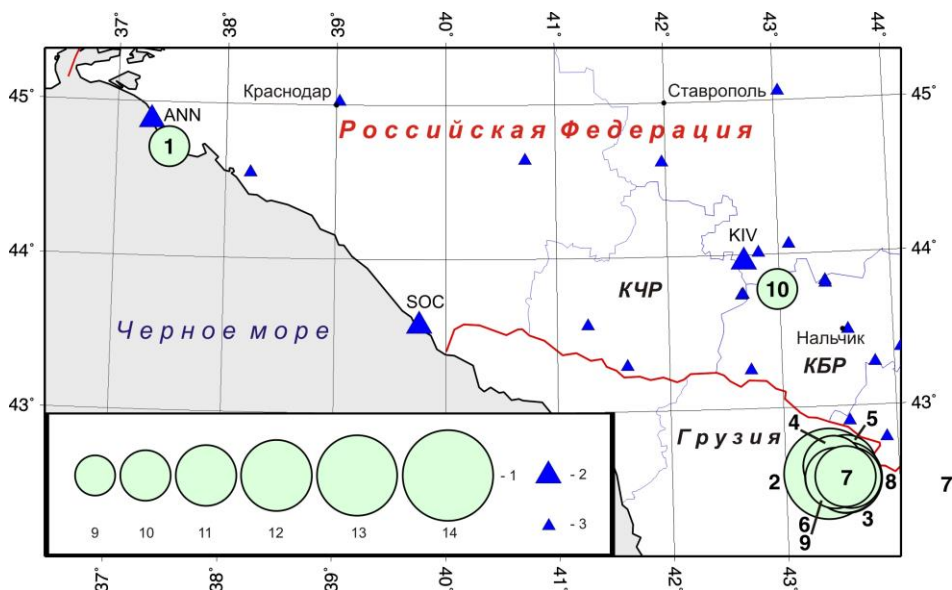 37° 38° 39° 40° 41° 42° 43° 44°
45° 45°
Краснодар Ставрополь
ANN
1
Российская Федерация
44° 44°
KIV
SOC КЧР 10
Черное море Нальчик
КБР
43° 43°
Грузия 4 5
2 7 8 7
6 3
9
- 1 - 2
- 3
9 10 11 12 13 14
37° 38° 39° 40° 41° 42° 43°